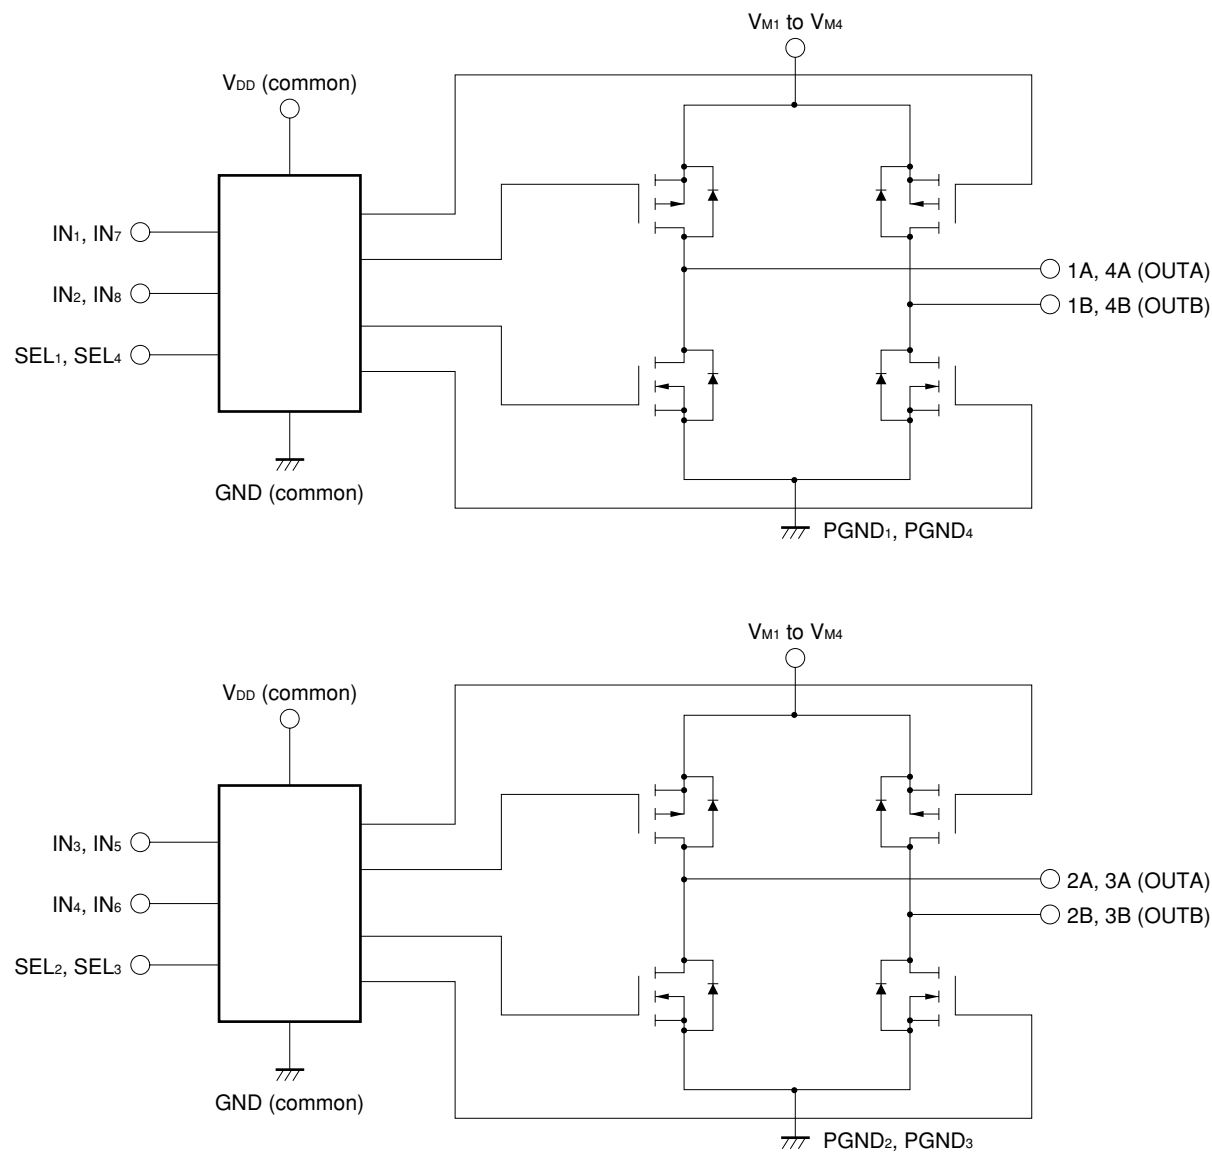 VM1 to VM4
VDD (common)
IN1, IN7
1A, 4A (OUTA)
IN2, IN8
1B, 4B (OUTB)
SEL1, SEL4
GND (common)
PGND1, PGND4
VM1 to VM4
VDD (common)
IN3, IN5
2A, 3A (OUTA)
IN4, IN6
2B, 3B (OUTB)
SEL2, SEL3
GND (common)
PGND2, PGND3